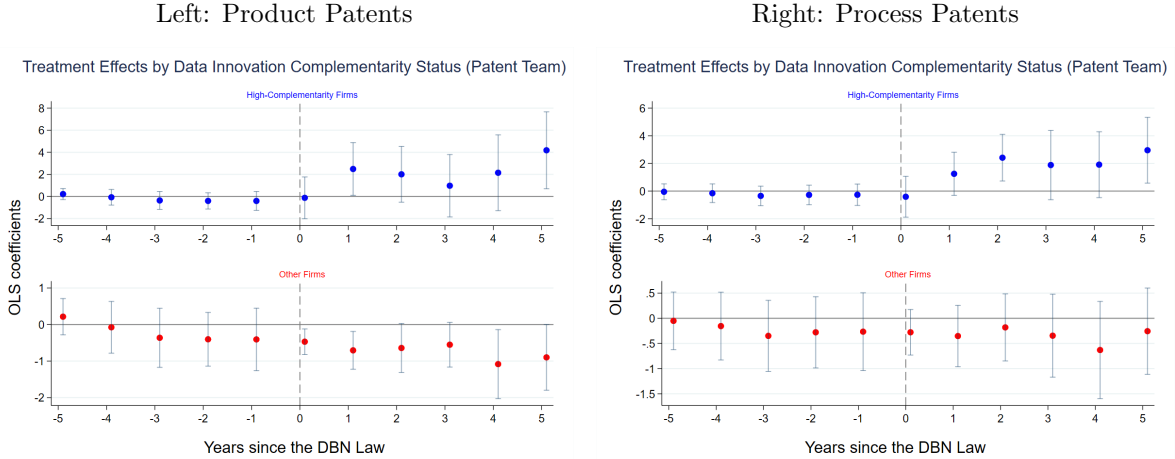 Left: Product Patents
Treatment Effects by Data Innovation Complementarity Status (Patent Team)
High-Complementarity Firms
8
6
4
2
0
-2
-5 -4 -3 -2 -1 0 1 2 3 4 5
Other Firms
1
0
-1
-2
-5 -4 -3 -2 -1 0 1 2 3 4 5
OLS coefficients
Years since the DBN Law
Right: Process Patents
Treatment Effects by Data Innovation Complementarity Status (Patent Team)
High-Complementarity Firms
6
4
2
0
-2
-5 -4 -3 -2 -1 0 1 2 3 4 5
Other Firms
.5
0
-.5
-1
-1.5
-5 -4 -3 -2 -1 0 1 2 3 4 5
OLS coefficients
Years since the DBN Law